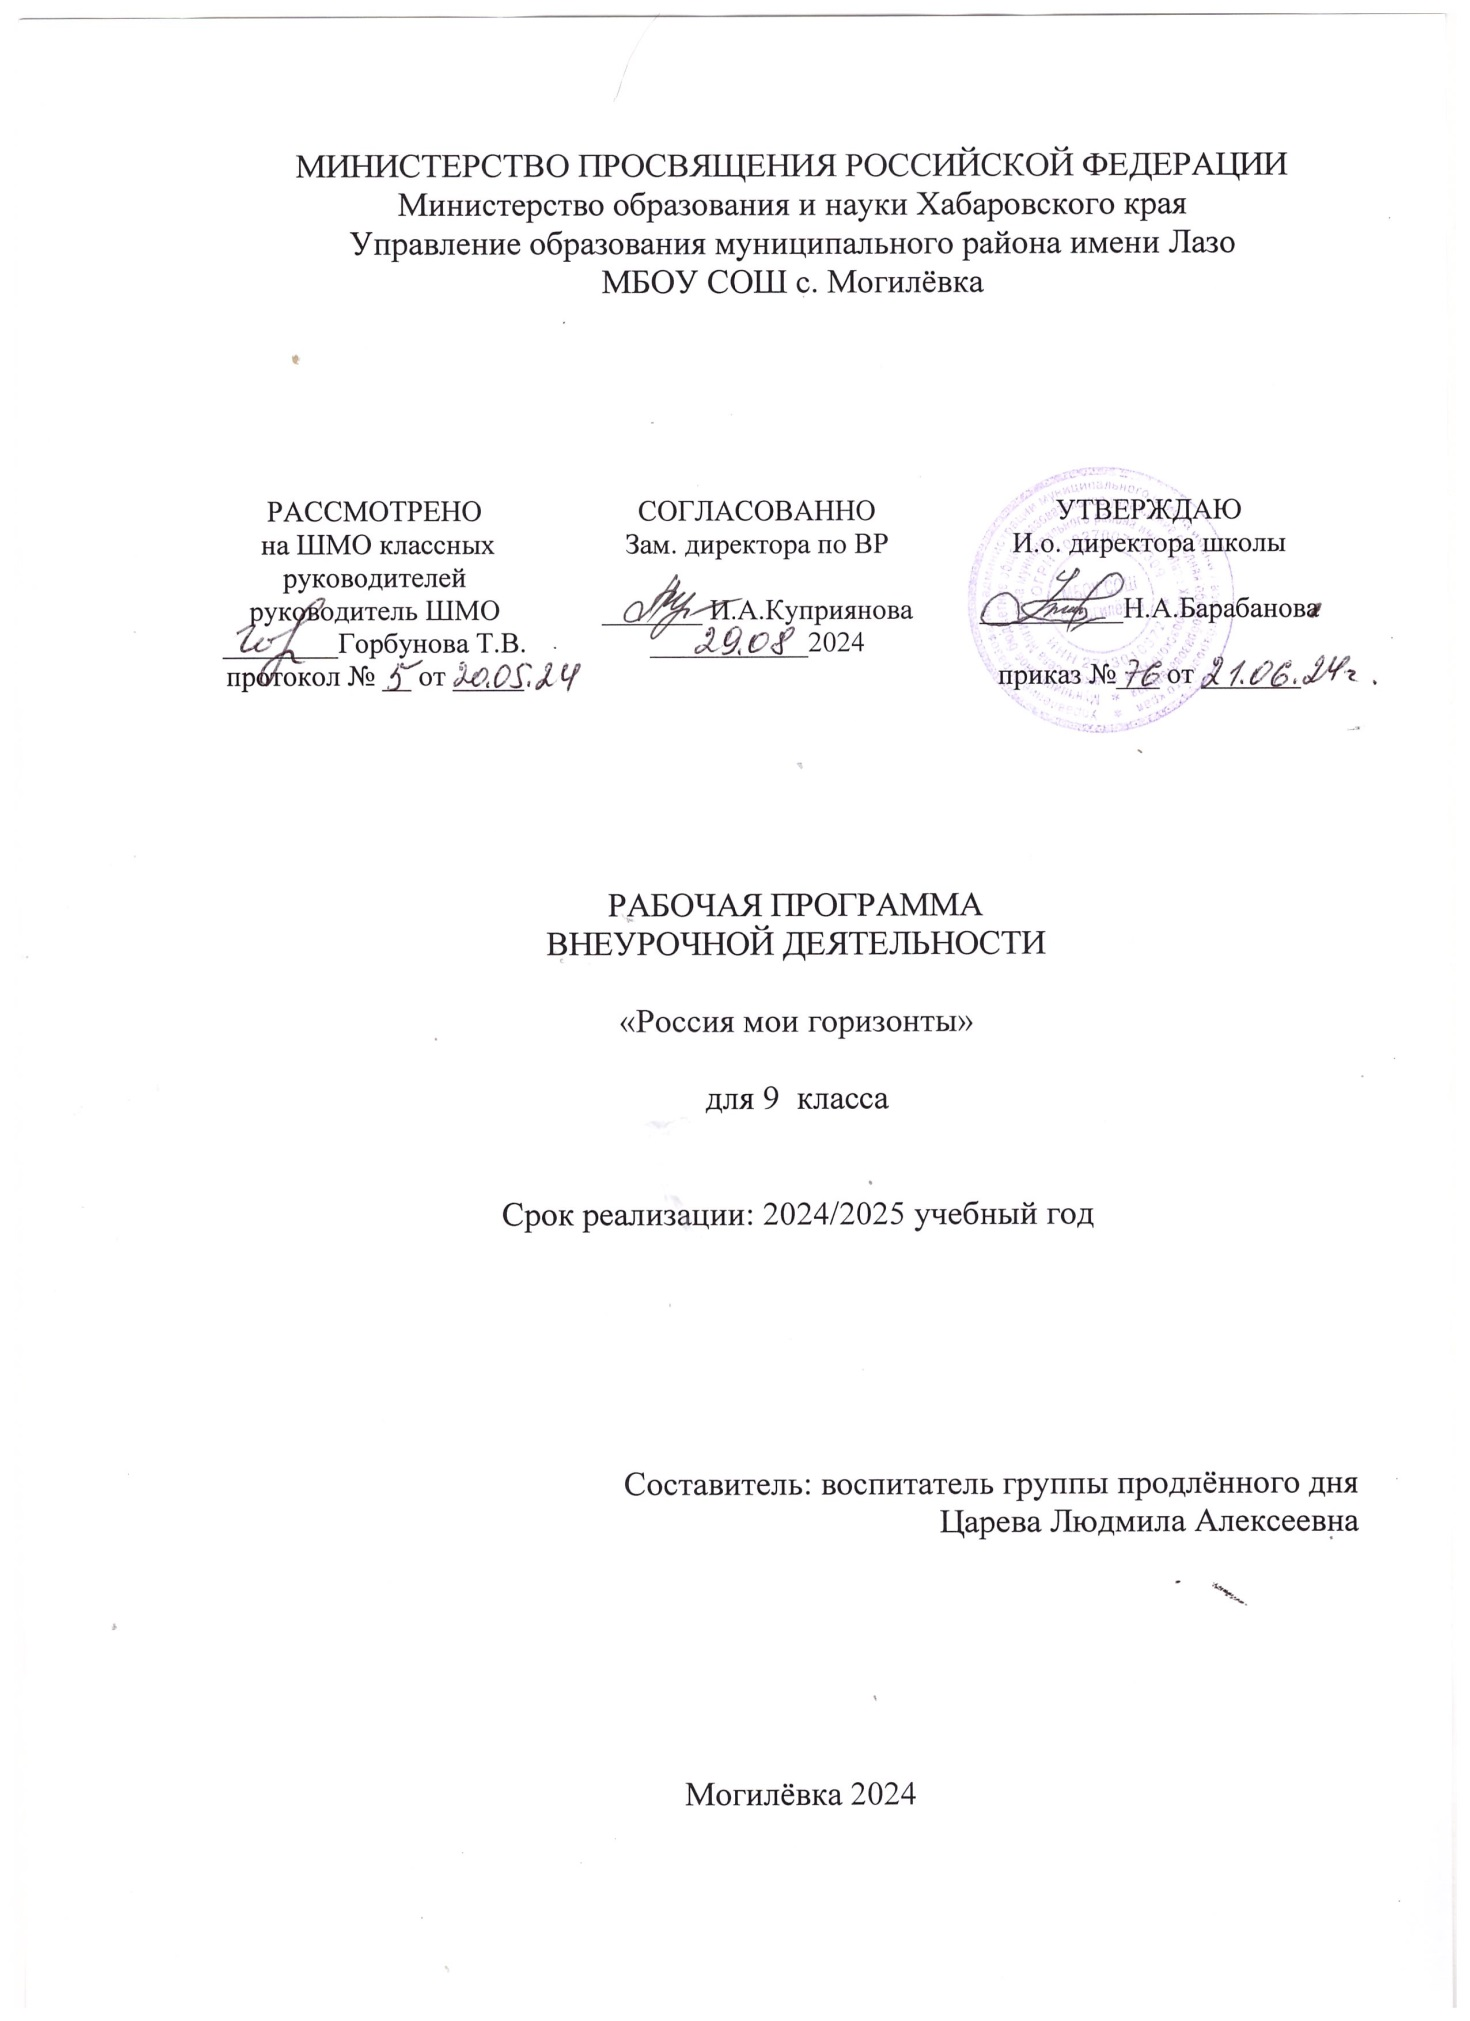 МИНИСТЕРСТВО ПРОСВЯЩЕНИЯ РОССИЙСКОЙ ФЕДЕРАЦИИ
Министерство образования и науки Хабаровского края
Управление образования муниципального района имени Лазо
МБОУ СОШ с. Могилёвка
РАССМОТРЕНО
на ШМО классных
руководителей
руководитель ШМО
Горбунова Т.В.
протокол № 5 от 20.05.24
СОГЛАСОВАННО
Зам. директора по ВР
И.А.Куприянова
29.08 2024
УТВЕРЖДАЮ
И.о. директора школы
Н.А.Барабанова
приказ № 76 от 21.06.24г.
РАБОЧАЯ ПРОГРАММА
ВНЕУРОЧНОЙ ДЕЯТЕЛЬНОСТИ
«Россия мои горизонты»
для 9 класса
Срок реализации: 2024/2025 учебный год
Составитель: воспитатель группы продлённого дня
Царева Людмила Алексеевна
Могилёвка 2024